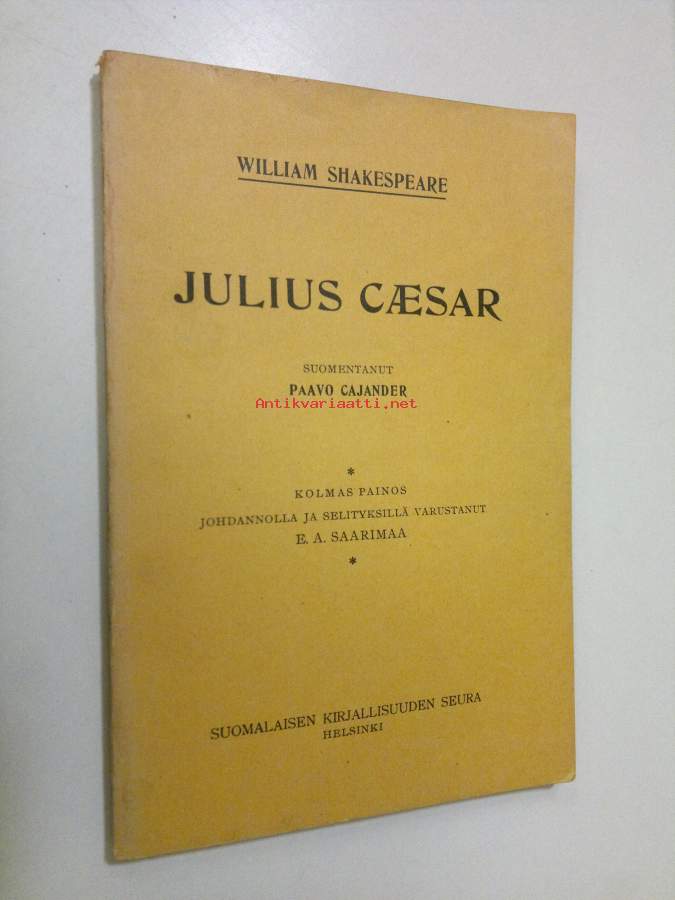 WILLIAM SHAKESPEARE
JULIUS CÆSAR
SUOMENTANUT
PAAVO CAJANDER
Antikvariaatti.net
*
KOLMAS PAINOS
JOHDANNOLLA JA SELITYKSILLÄ VARUSTANUT
E. A. SAARIMAA
*
SUOMALAISEN KIRJALLISUUDEN SEURA
HELSINKI